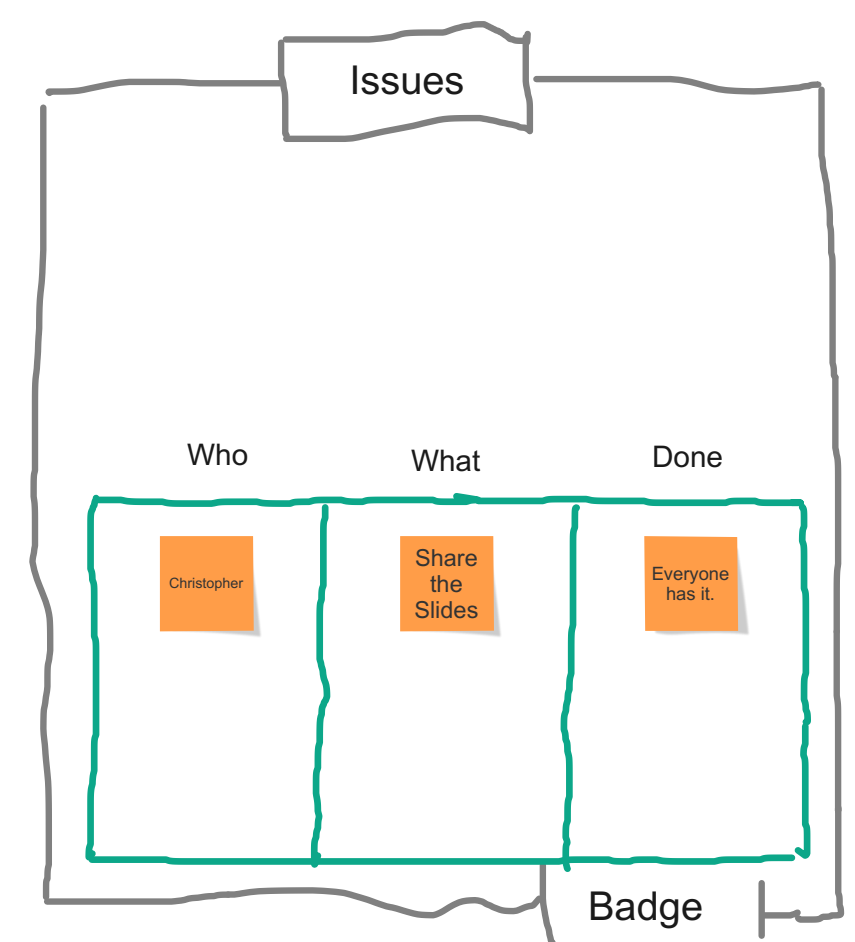 Issues
Who
What
Done
Christopher
Share
the
Slides
Everyone
has it.
Badge